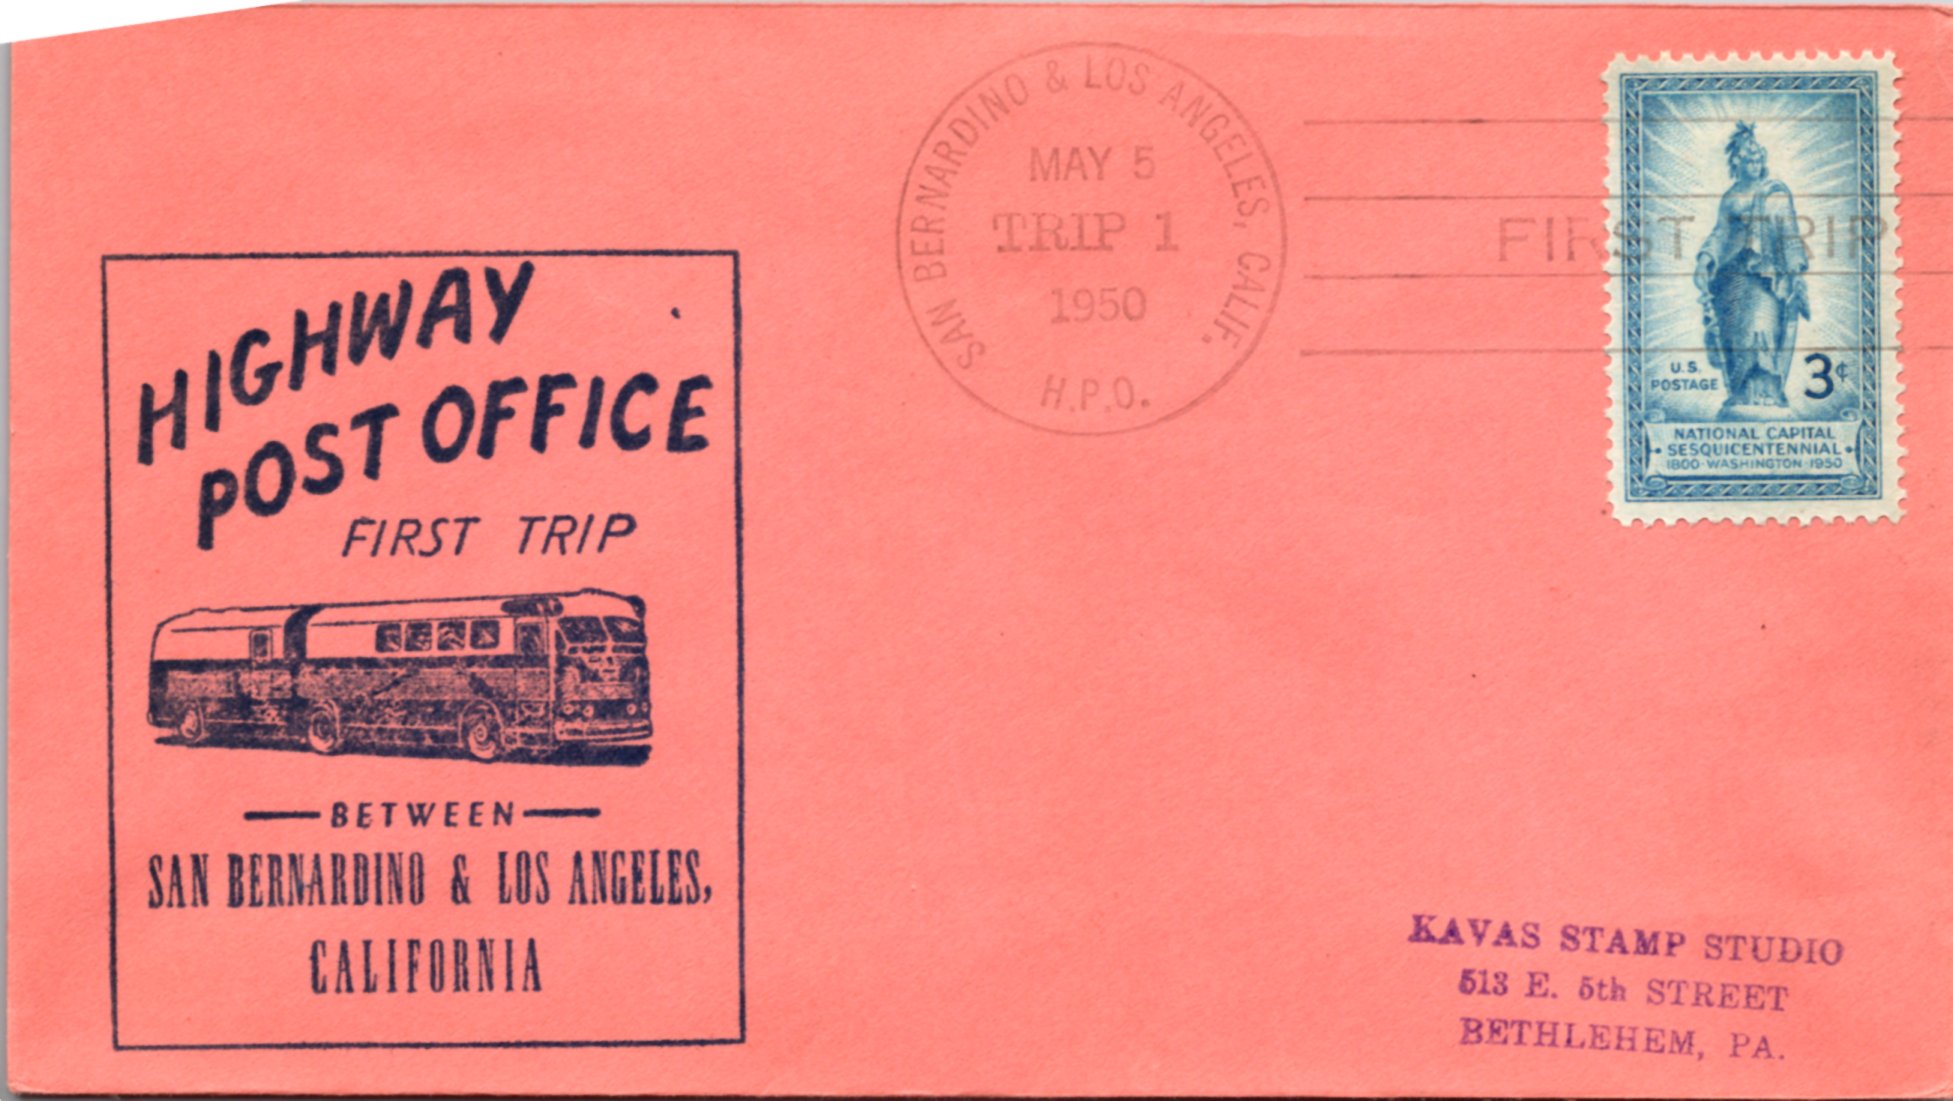 HIGHWAY
POST OFFICE
FIRST TRIP
BETWEEN
SAN BERNARDINO & LOS ANGELES,
CALIFORNIA
SAN BERNARDINO & LOS ANGELES, CALIF.
MAY 5
TRIP 1
1950
H.P.O.
FIRST TRIP
U.S.
POSTAGE
3¢
NATIONAL CAPITAL
SESQUICENTENNIAL
1800·WASHINGTON·1950
KAVAS STAMP STUDIO
513 E. 5th STREET
BETHLEHEM, PA.